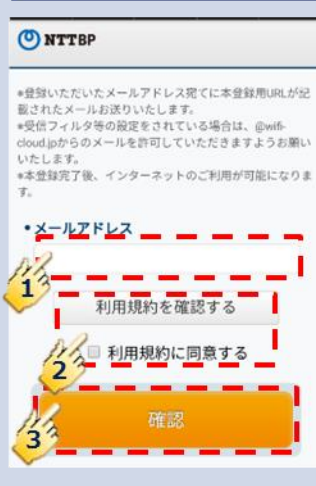 NTTBP
*登録いただいたメールアドレス宛てに本登録用URLが記
載されたメールお送りいたします。
*受信フィルタ等の設定をされている場合は、@wifi-
cloud.jpからのメールを許可していただきますようお願い
いたします。
*本登録完了後、インターネットのご利用が可能になりま
す。
•メールアドレス
1
利用規約を確認する
利用規約に同意する
2
確認
3